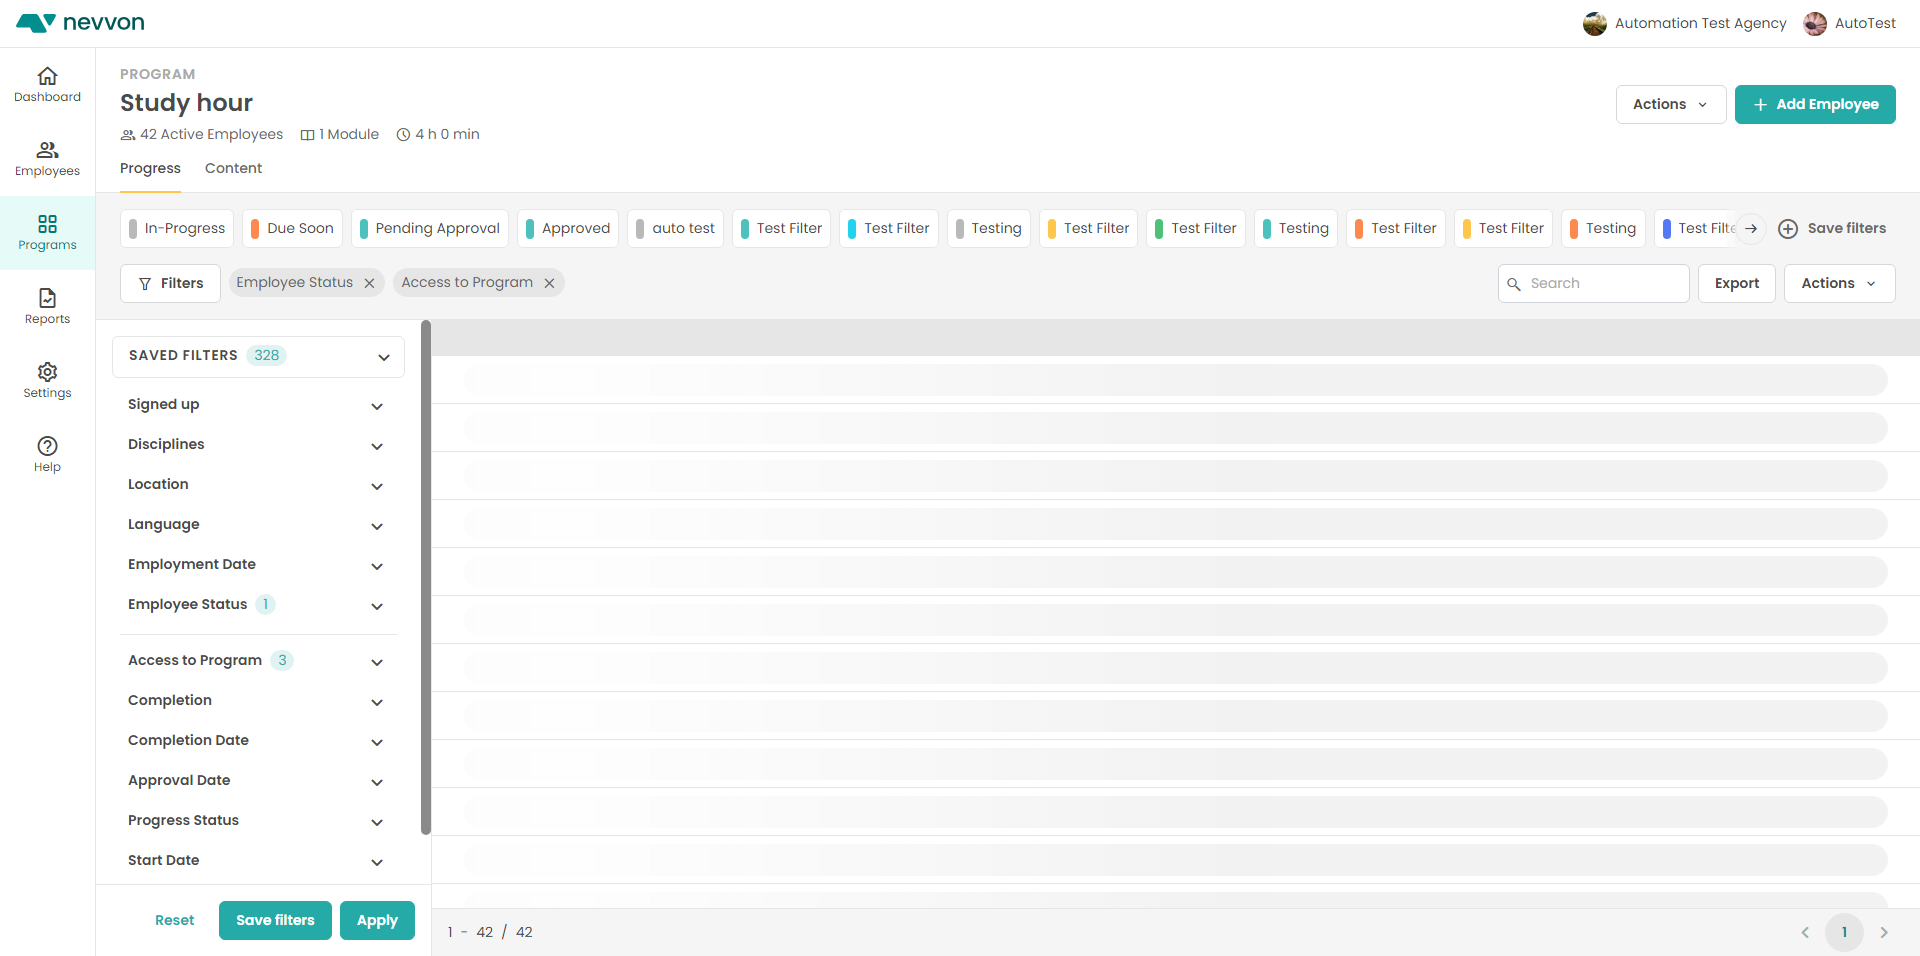 nevvon
Automation Test Agency
AutoTest
Dashboard
Employees
Programs
Reports
Settings
Help
PROGRAM
Study hour
42 Active Employees 1 Module 4 h 0 min
Actions
Add Employee
Progress Content
In-Progress Due Soon Pending Approval Approved auto test Test Filter Test Filter Testing Test Filter Test Filter Testing Test Filter Test Filter Testing Test Filte Save filters
Filters Employee Status Access to Program Search Export Actions
SAVED FILTERS 328
Signed up
Disciplines
Location
Language
Employment Date
Employee Status 1
Access to Program 3
Completion
Completion Date
Approval Date
Progress Status
Start Date
Reset Save filters Apply
1 - 42 / 42
1